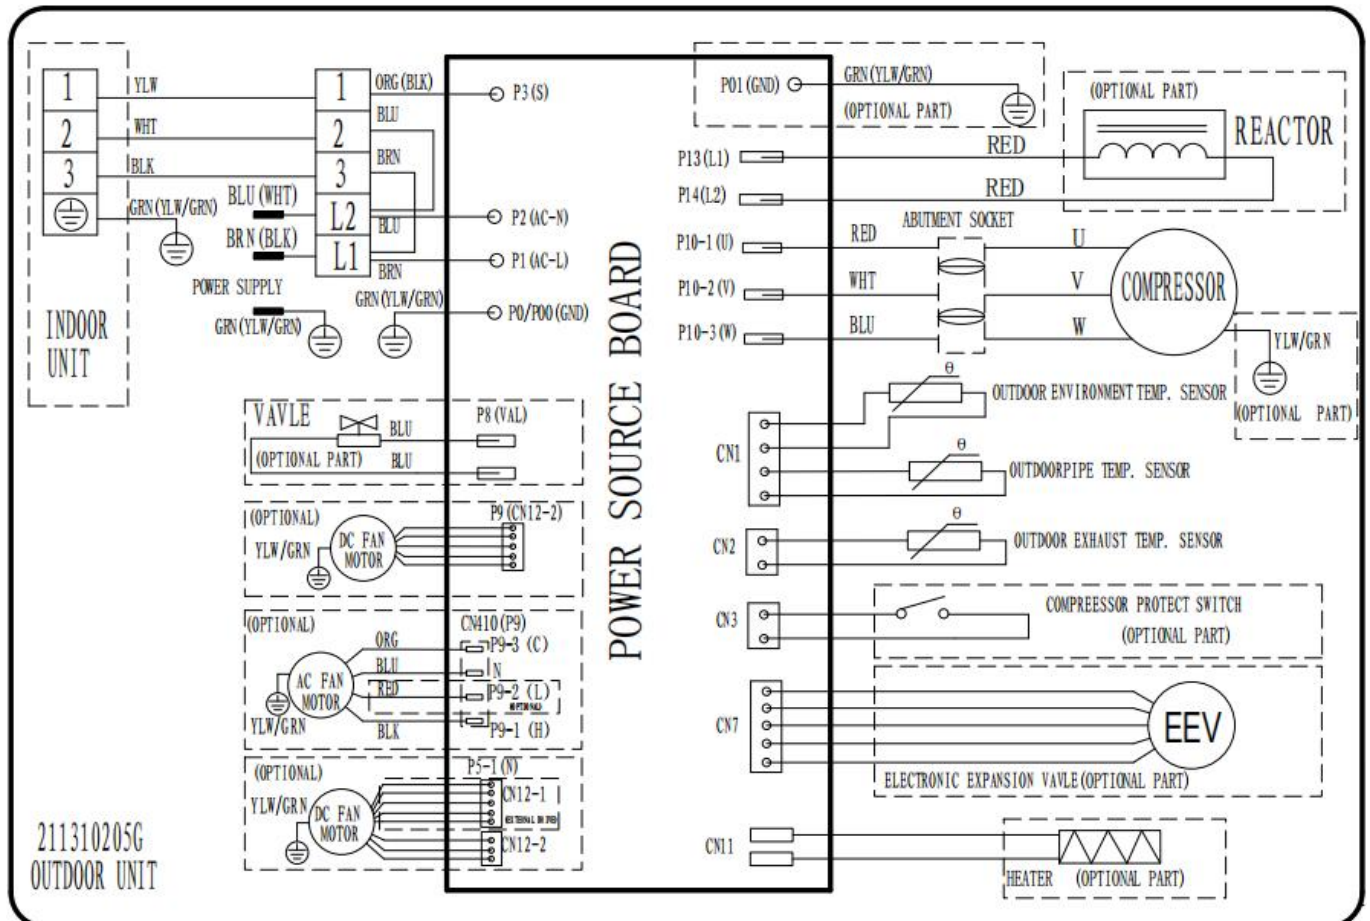 1 YLW
2 WHT
3 BLK
GRN(YLW/GRN)
INDOOR
UNIT
1
2
3
L2
L1
BLU(WHT)
BRN(BLK)
POWER SUPPLY
GRN(YLW/GRN)
ORG(BLK)
BLU
BRN
BLU
BRN
GRN(YLW/GRN)
P3(S)
P2(AC-N)
P1(AC-L)
P0/P00(GND)
POWER SOURCE BOARD
P01(GND)
GRN(YLW/GRN)
(OPTIONAL PART)
(OPTIONAL PART)
REACTOR
P13(L1)
RED
P14(L2)
RED
ABUTMENT SOCKET
P10-1(U)
RED
U
P10-2(V)
WHT
V
P10-3(W)
BLU
W
COMPRESSOR
YLW/GRN
(OPTIONAL PART)
VAVLE
P8(VAL)
BLU
(OPTIONAL PART)
BLU
θ
OUTDOOR ENVIRONMENT TEMP. SENSOR
CN1
θ
OUTDOORPIPE TEMP. SENSOR
(OPTIONAL)
P9(CN12-2)
DC FAN
MOTOR
YLW/GRN
CN2
θ
OUTDOOR EXHAUST TEMP. SENSOR
(OPTIONAL)
CN410(P9)
ORG
P9-3 (C)
BLU
N
AC FAN
MOTOR
RED
P9-2 (L)
(OPTIONAL)
YLW/GRN
BLK
P9-1 (H)
CN3
COMPREESSOR PROTECT SWITCH
(OPTIONAL PART)
CN7
EEV
ELECTRONIC EXPANSION VAVLE(OPTIONAL PART)
(OPTIONAL)
P5-1(N)
YLW/GRN
DC FAN
MOTOR
CN12-1
CN12-2
CN11
HEATER (OPTIONAL PART)
211310205G
OUTDOOR UNIT